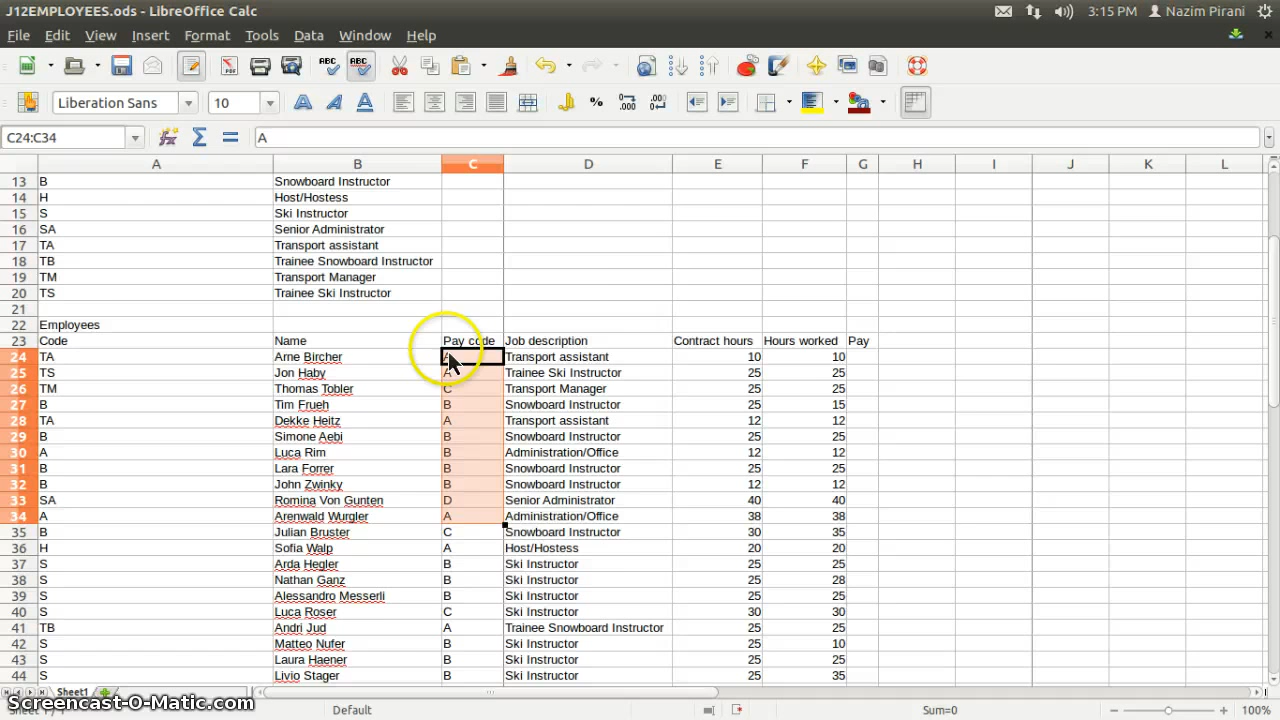 J12EMPLOYEES.ods - LibreOffice Calc 3:15 PM Nazim Pirani
File Edit View Insert Format Tools Data Window Help
Liberation Sans 10
C24:C34 A
A B C D E F G H I J K L
13 B Snowboard Instructor
14 H Host/Hostess
15 S Ski Instructor
16 SA Senior Administrator
17 TA Transport assistant
18 TB Trainee Snowboard Instructor
19 TM Transport Manager
20 TS Trainee Ski Instructor
21
22 Employees
23 Code Name Pay code Job description Contract hours Hours worked Pay
24 TA Arne Bircher A Transport assistant 10 10
25 TS Jon Haby A Trainee Ski Instructor 25 25
26 TM Thomas Tobler C Transport Manager 25 25
27 B Tim Frueh B Snowboard Instructor 25 15
28 TA Dekke Heitz A Transport assistant 12 12
29 B Simone Aebi B Snowboard Instructor 25 25
30 A Luca Rim B Administration/Office 12 12
31 B Lara Forrer B Snowboard Instructor 25 25
32 B John Zwinky B Snowboard Instructor 12 12
33 SA Romina Von Gunten D Senior Administrator 40 40
34 A Arenwald Wurgler A Administration/Office 38 38
35 B Julian Bruster C Snowboard Instructor 30 35
36 H Sofia Walp A Host/Hostess 20 20
37 S Arda Hegler B Ski Instructor 25 25
38 S Nathan Ganz B Ski Instructor 25 28
39 S Alessandro Messerli B Ski Instructor 25 25
40 S Luca Roser C Ski Instructor 30 30
41 TB Andri Jud A Trainee Snowboard Instructor 25 25
42 S Matteo Nufer B Ski Instructor 25 10
43 S Laura Haener B Ski Instructor 25 25
44 S Livio Stager B Ski Instructor 25 35
Sheet1
Screencast-O-Matic.com
Default Sum=0 100%